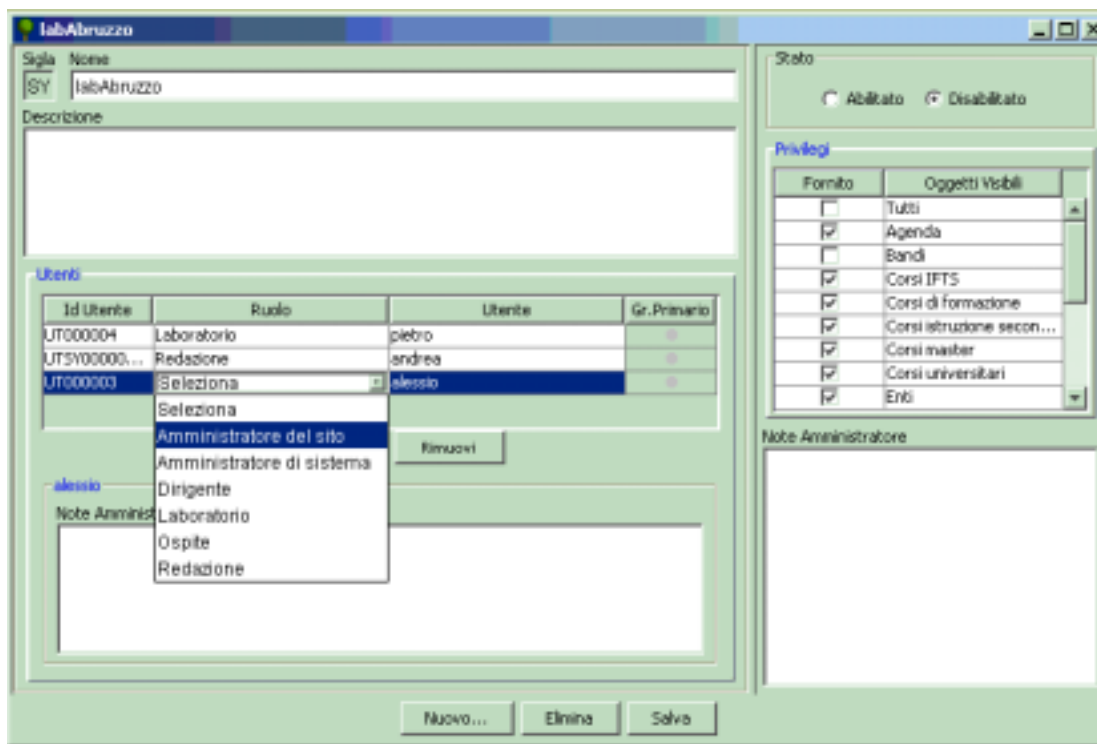 labAbruzzo
Sigla Nome
SY labAbruzzo
Descrizione
Utenti
Id Utente Ruolo Utente Gr.Primario
UT000004 Laboratorio pietro
UTSY00000... Redazione andrea
UT000003 Seleziona alessio
Seleziona
Amministratore del sito
Amministratore di sistema
Dirigente
Laboratorio
Ospite
Redazione
Rimuovi
alessio
Note Amminist
Stato
Abilitato Disabilitato
Privilegi
Fornito Oggetti Visibili
Tutti
Agenda
Bandi
Corsi IFTS
Corsi di formazione
Corsi istruzione secon...
Corsi master
Corsi universitari
Enti
Note Amministratore
Nuovo... Elimina Salva